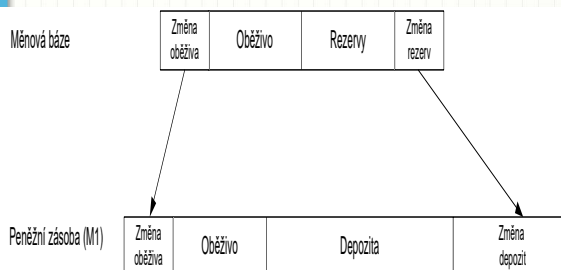 Měnová báze
Změna
oběživa
Oběživo
Rezervy
Změna
rezerv
Peněžní zásoba (M1)
Změna
oběživa
Oběživo
Depozita
Změna
depozit